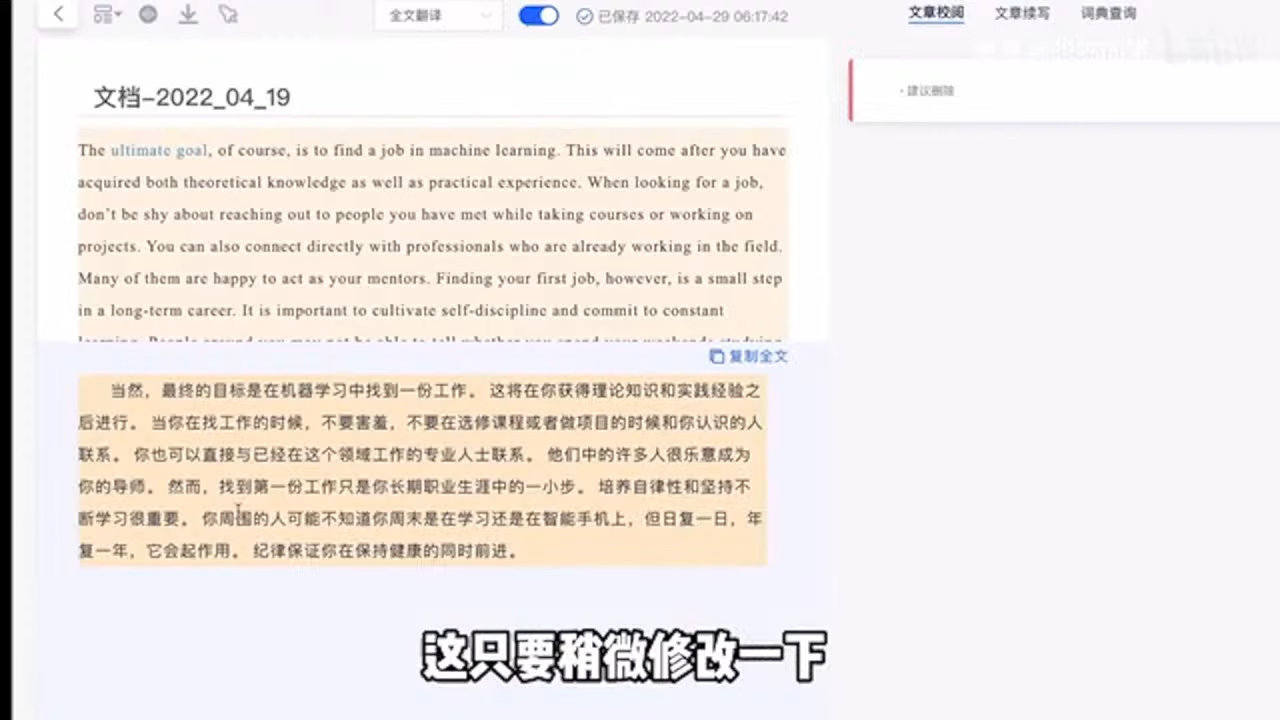 全文翻译
已保存 2022-04-29 06:17:42
文章校阅
文章续写
词典查询
文档-2022_04_19
· 建议删除
The ultimate goal, of course, is to find a job in machine learning. This will come after you have
acquired both theoretical knowledge as well as practical experience. When looking for a job,
don't be shy about reaching out to people you have met while taking courses or working on
projects. You can also connect directly with professionals who are already working in the field.
Many of them are happy to act as your mentors. Finding your first job, however, is a small step
in a long-term career. It is important to cultivate self-discipline and commit to constant
learning. People around you may not be able to tell whether you spend your weekends studying
复制全文
当然，最终的目标是在机器学习中找到一份工作。 这将在你获得理论知识和实践经验之
后进行。 当你在找工作的时候，不要害羞，不要在选修课程或者做项目的时候和你认识的人
联系。 你也可以直接与已经在这个领域工作的专业人士联系。 他们中的许多人很乐意成为
你的导师。 然而，找到第一份工作只是你长期职业生涯中的一小步。 培养自律性和坚持不
断学习很重要。 你周围的人可能不知道你周末是在学习还是在智能手机上，但日复一日，年
复一年，它会起作用。 纪律保证你在保持健康的同时前进。
这只要稍微修改一下